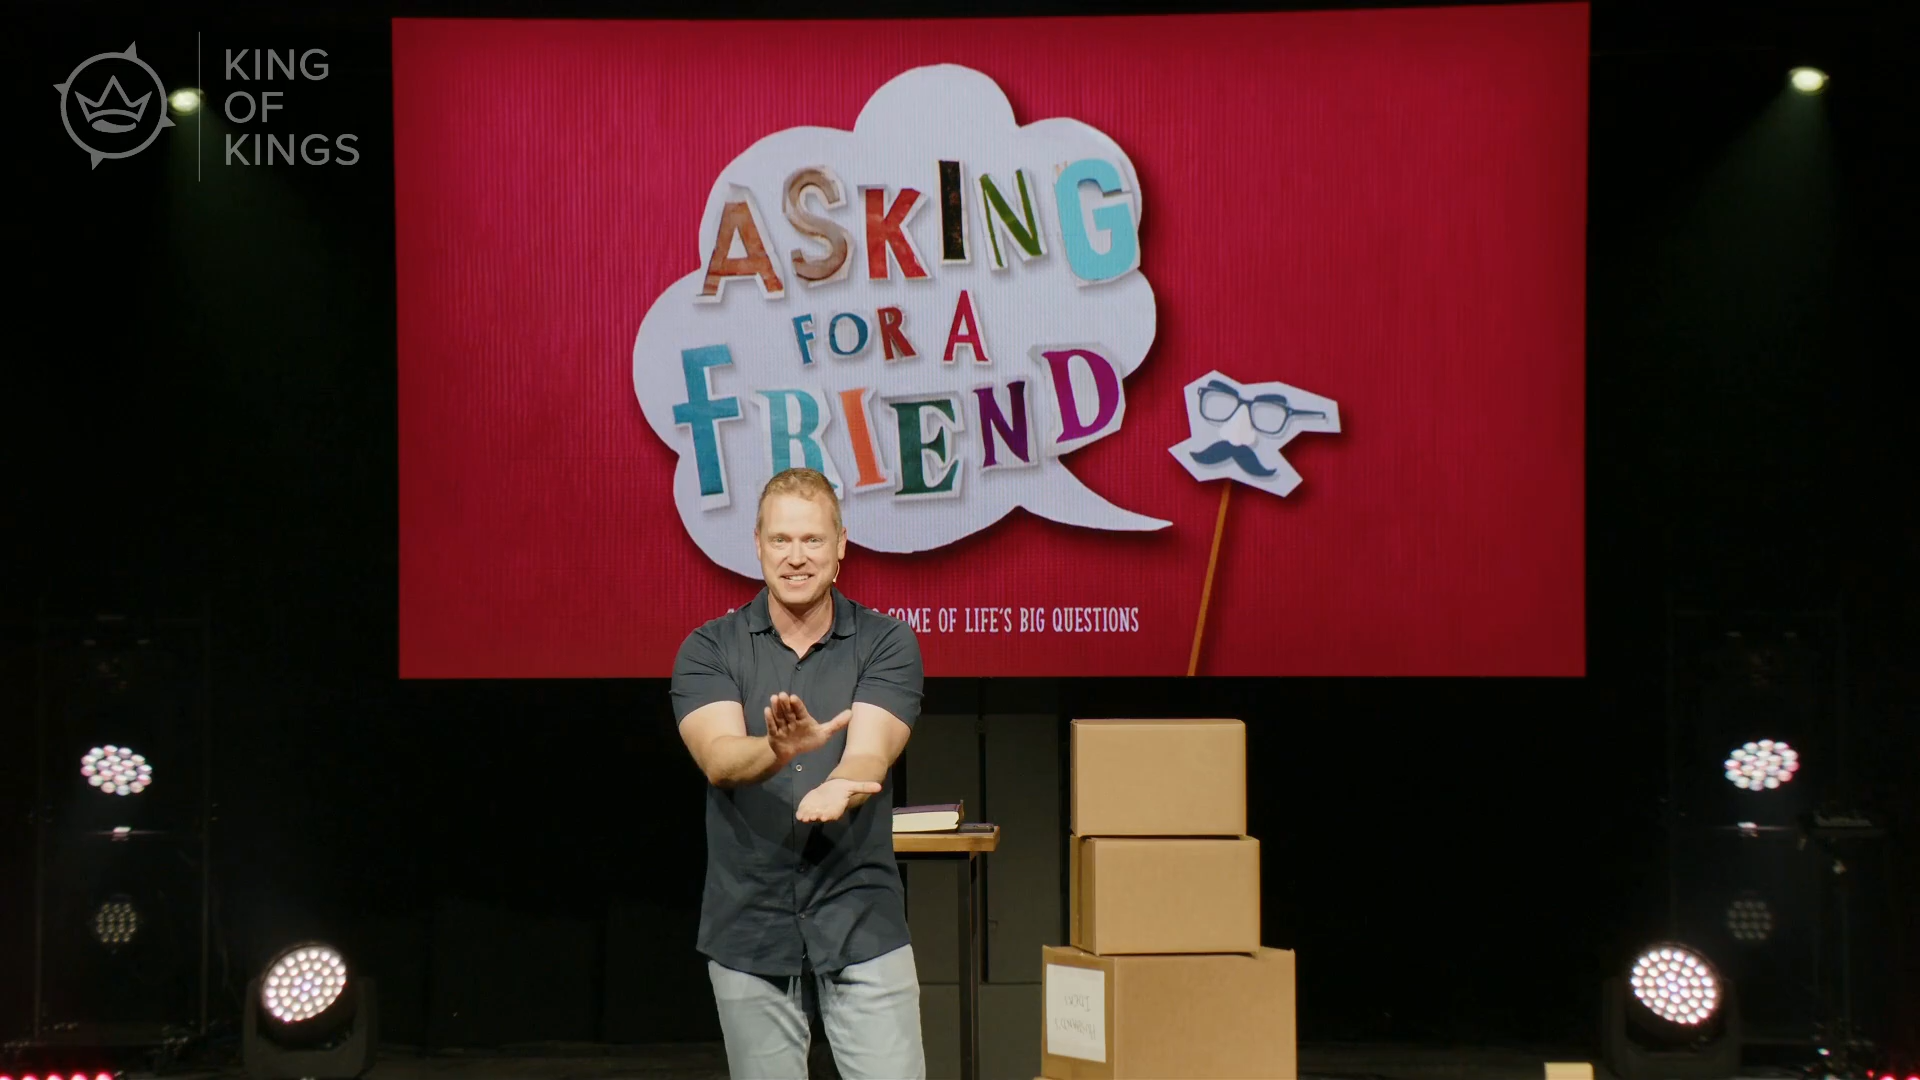 KING
OF
KINGS
ASKING
FOR A
FRIEND
SOME OF LIFE'S BIG QUESTIONS